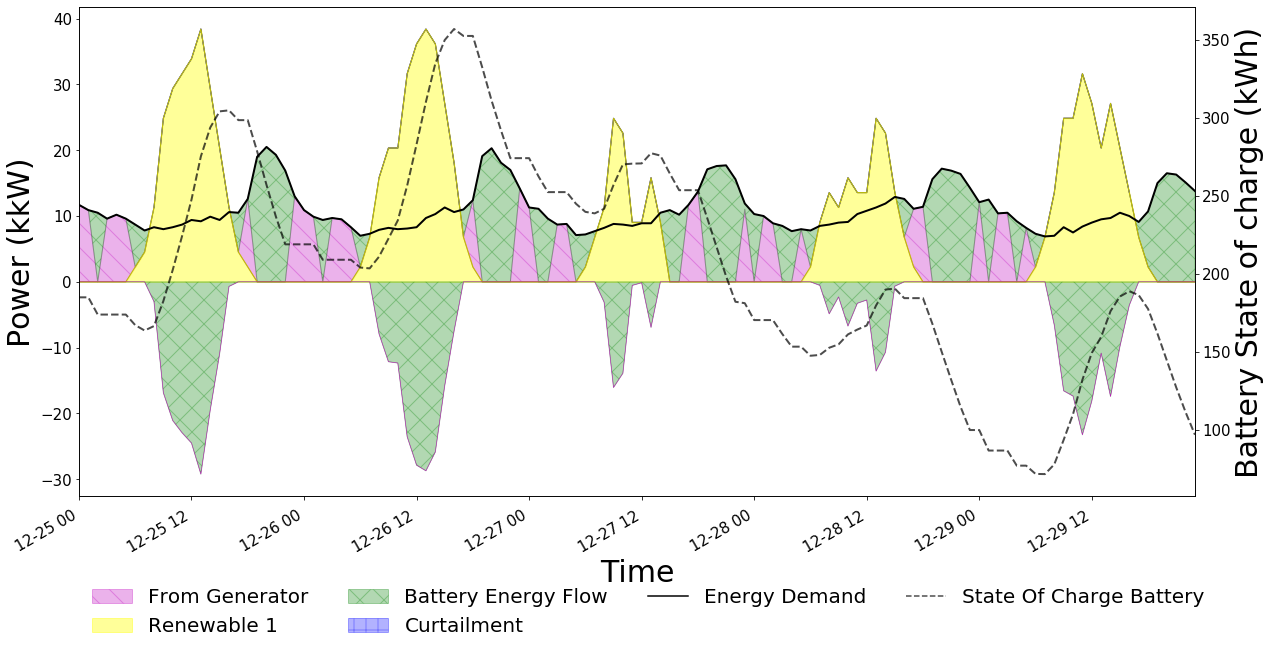 40
30
20
10
0
−10
−20
−30
Power (kkW)
350
300
250
200
150
100
Battery State of charge (kWh)
12-25 00
12-25 12
12-26 00
12-26 12
12-27 00
12-27 12
12-28 00
12-28 12
12-29 00
12-29 12
Time
From Generator
Battery Energy Flow
Energy Demand
State Of Charge Battery
Renewable 1
Curtailment